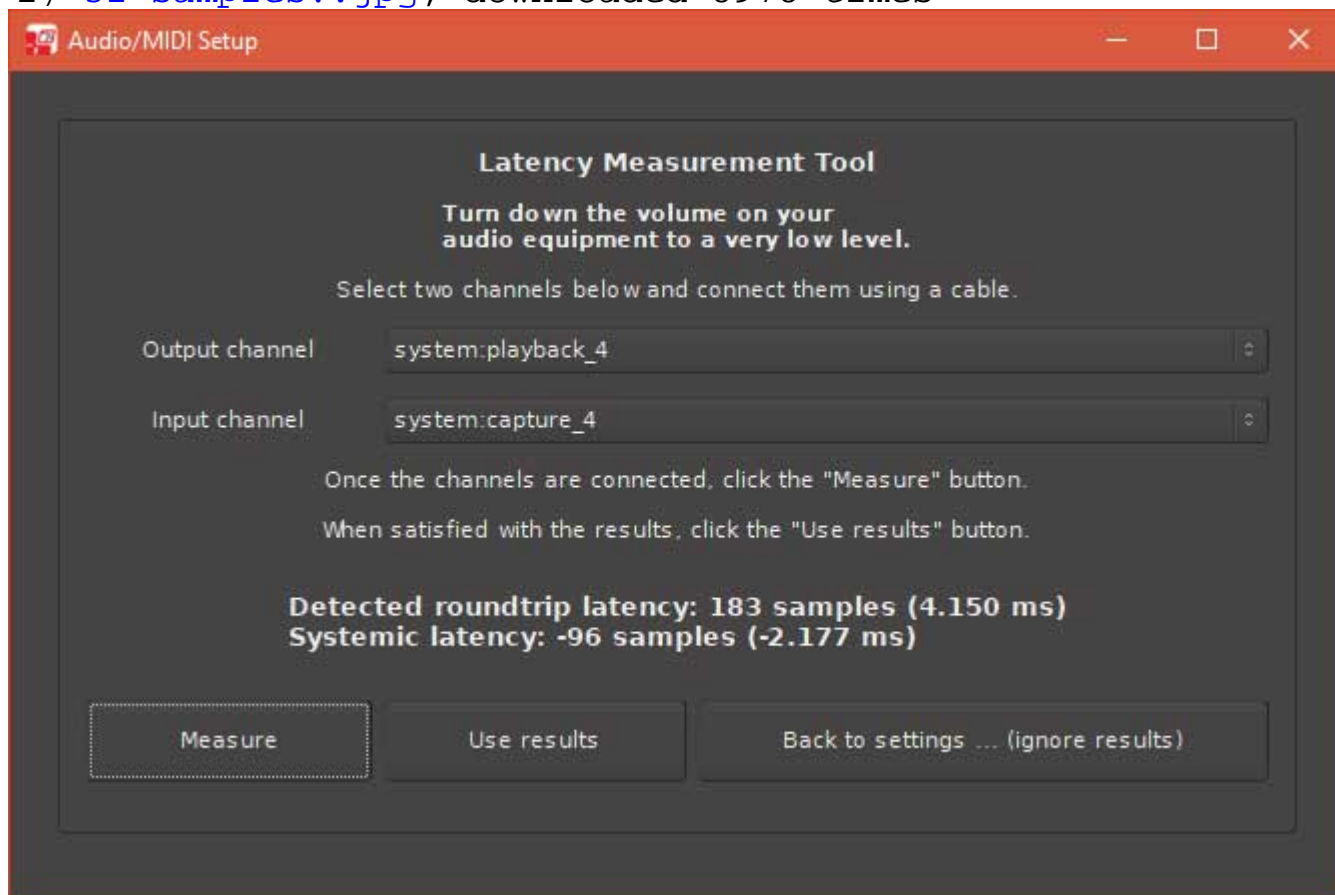 Audio/MIDI Setup
Latency Measurement Tool
Turn down the volume on your
audio equipment to a very low level.
Select two channels below and connect them using a cable.
Output channel system:playback_4
Input channel system:capture_4
Once the channels are connected, click the "Measure" button.
When satisfied with the results, click the "Use results" button.
Detected roundtrip latency: 183 samples (4.150 ms)
Systemic latency: -96 samples (-2.177 ms)
Measure Use results Back to settings ... (ignore results)